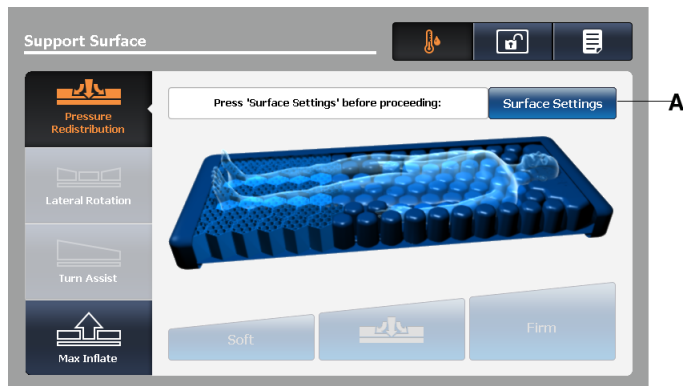 Support Surface
Pressure
Redistribution
Press 'Surface Settings' before proceeding:
Surface Settings
A
Lateral Rotation
Turn Assist
Max Inflate
Soft
Firm